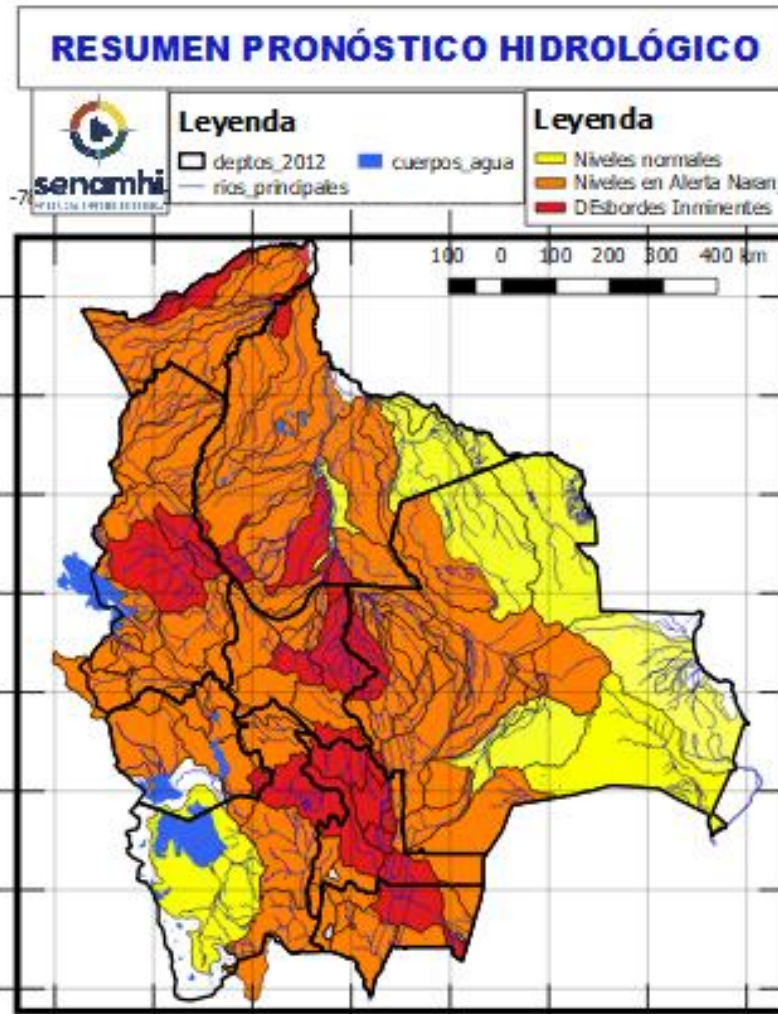 RESUMEN PRONÓSTICO HIDROLÓGICO
senamhi
Leyenda
deptos_2012
cuerpos_agua
rios_principales
Leyenda
Niveles normales
Niveles en Alerta Naran
DEsbordes Inminentes
100 0 100 200 300 400 km